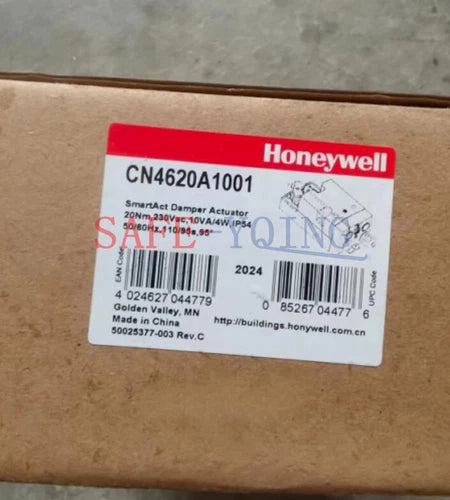 Honeywell
CN4620A1001
SmartAct Damper Actuator
20Nm,230Vac,10VA/4W,IP54
50/60Hz,110/95s,95°
SAFE-YQING
2024
EAN Code
UPC Code
4 024627 044779
0 85267 04477 6
Golden Valley, MN
Made in China
50025377-003 Rev.C
http://buildings.honywell.com.cn